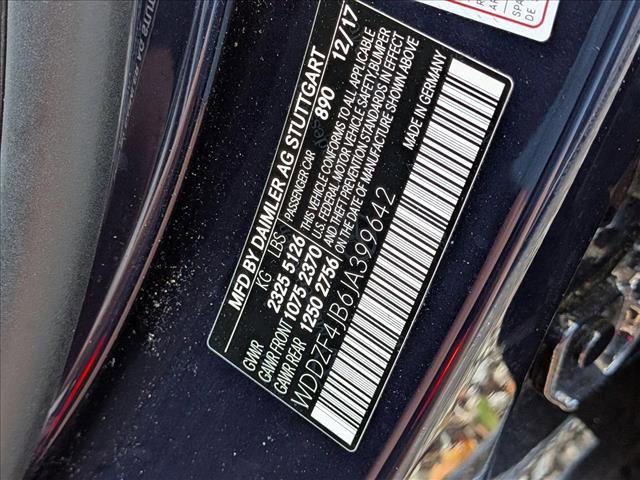 MFD BY DAIMLER AG STUTTGART
890 12/17
KG LBS PASSENGER CAR
GVWR 2325 5126
GAWR FRONT 1075 2370
GAWR REAR 1250 2756
THIS VEHICLE CONFORMS TO ALL APPLICABLE
U.S. FEDERAL MOTOR VEHICLE SAFETY BUMPER
AND THEFT PREVENTION STANDARDS IN EFFECT
ON THE DATE OF MANUFACTURE SHOWN ABOVE
WDDZF4JB6JA399642
MADE IN GERMANY